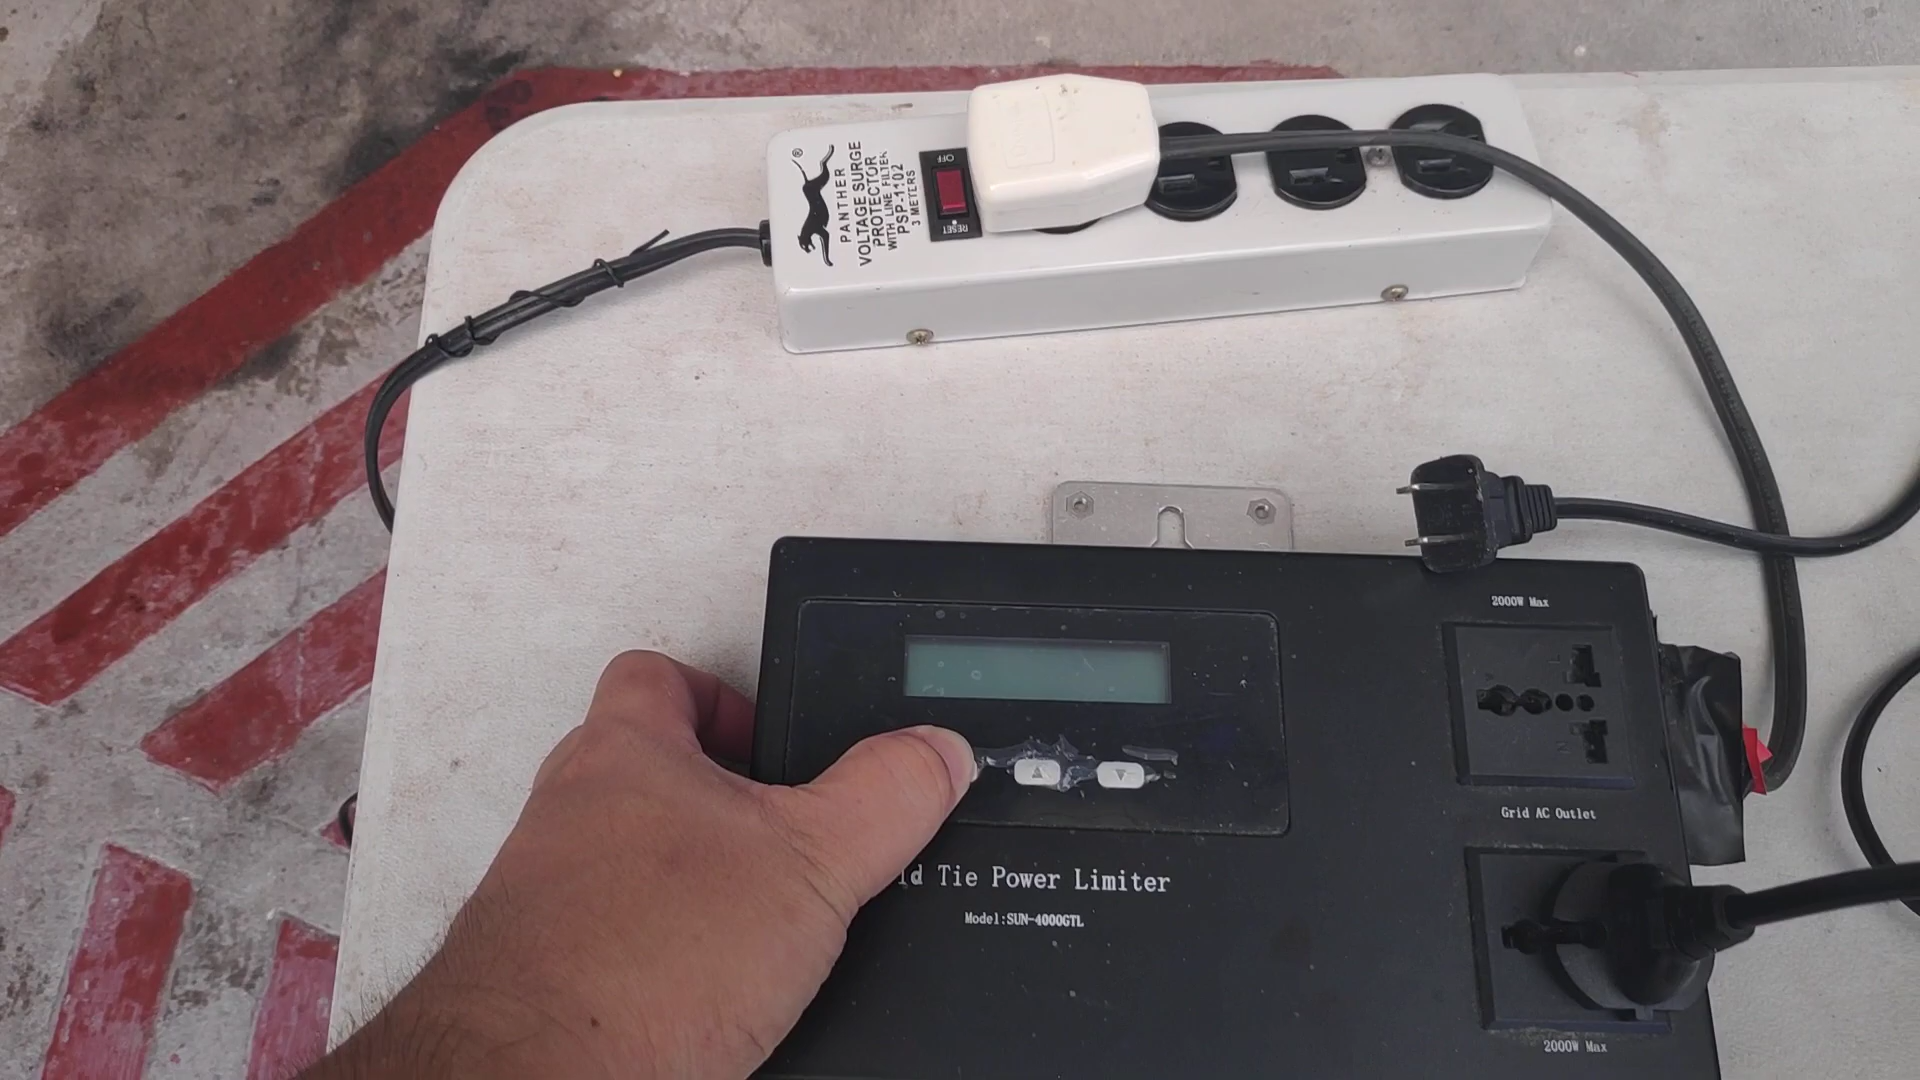 ®
PANTHER
VOLTAGE SURGE
PROTECTOR
WITH LINE FILTER
PSP-1102
3 METERS
OFF
RESET
2000W Max
L
N
Grid AC Outlet
ld Tie Power Limiter
Model:SUN-4000GTL
2000W Max